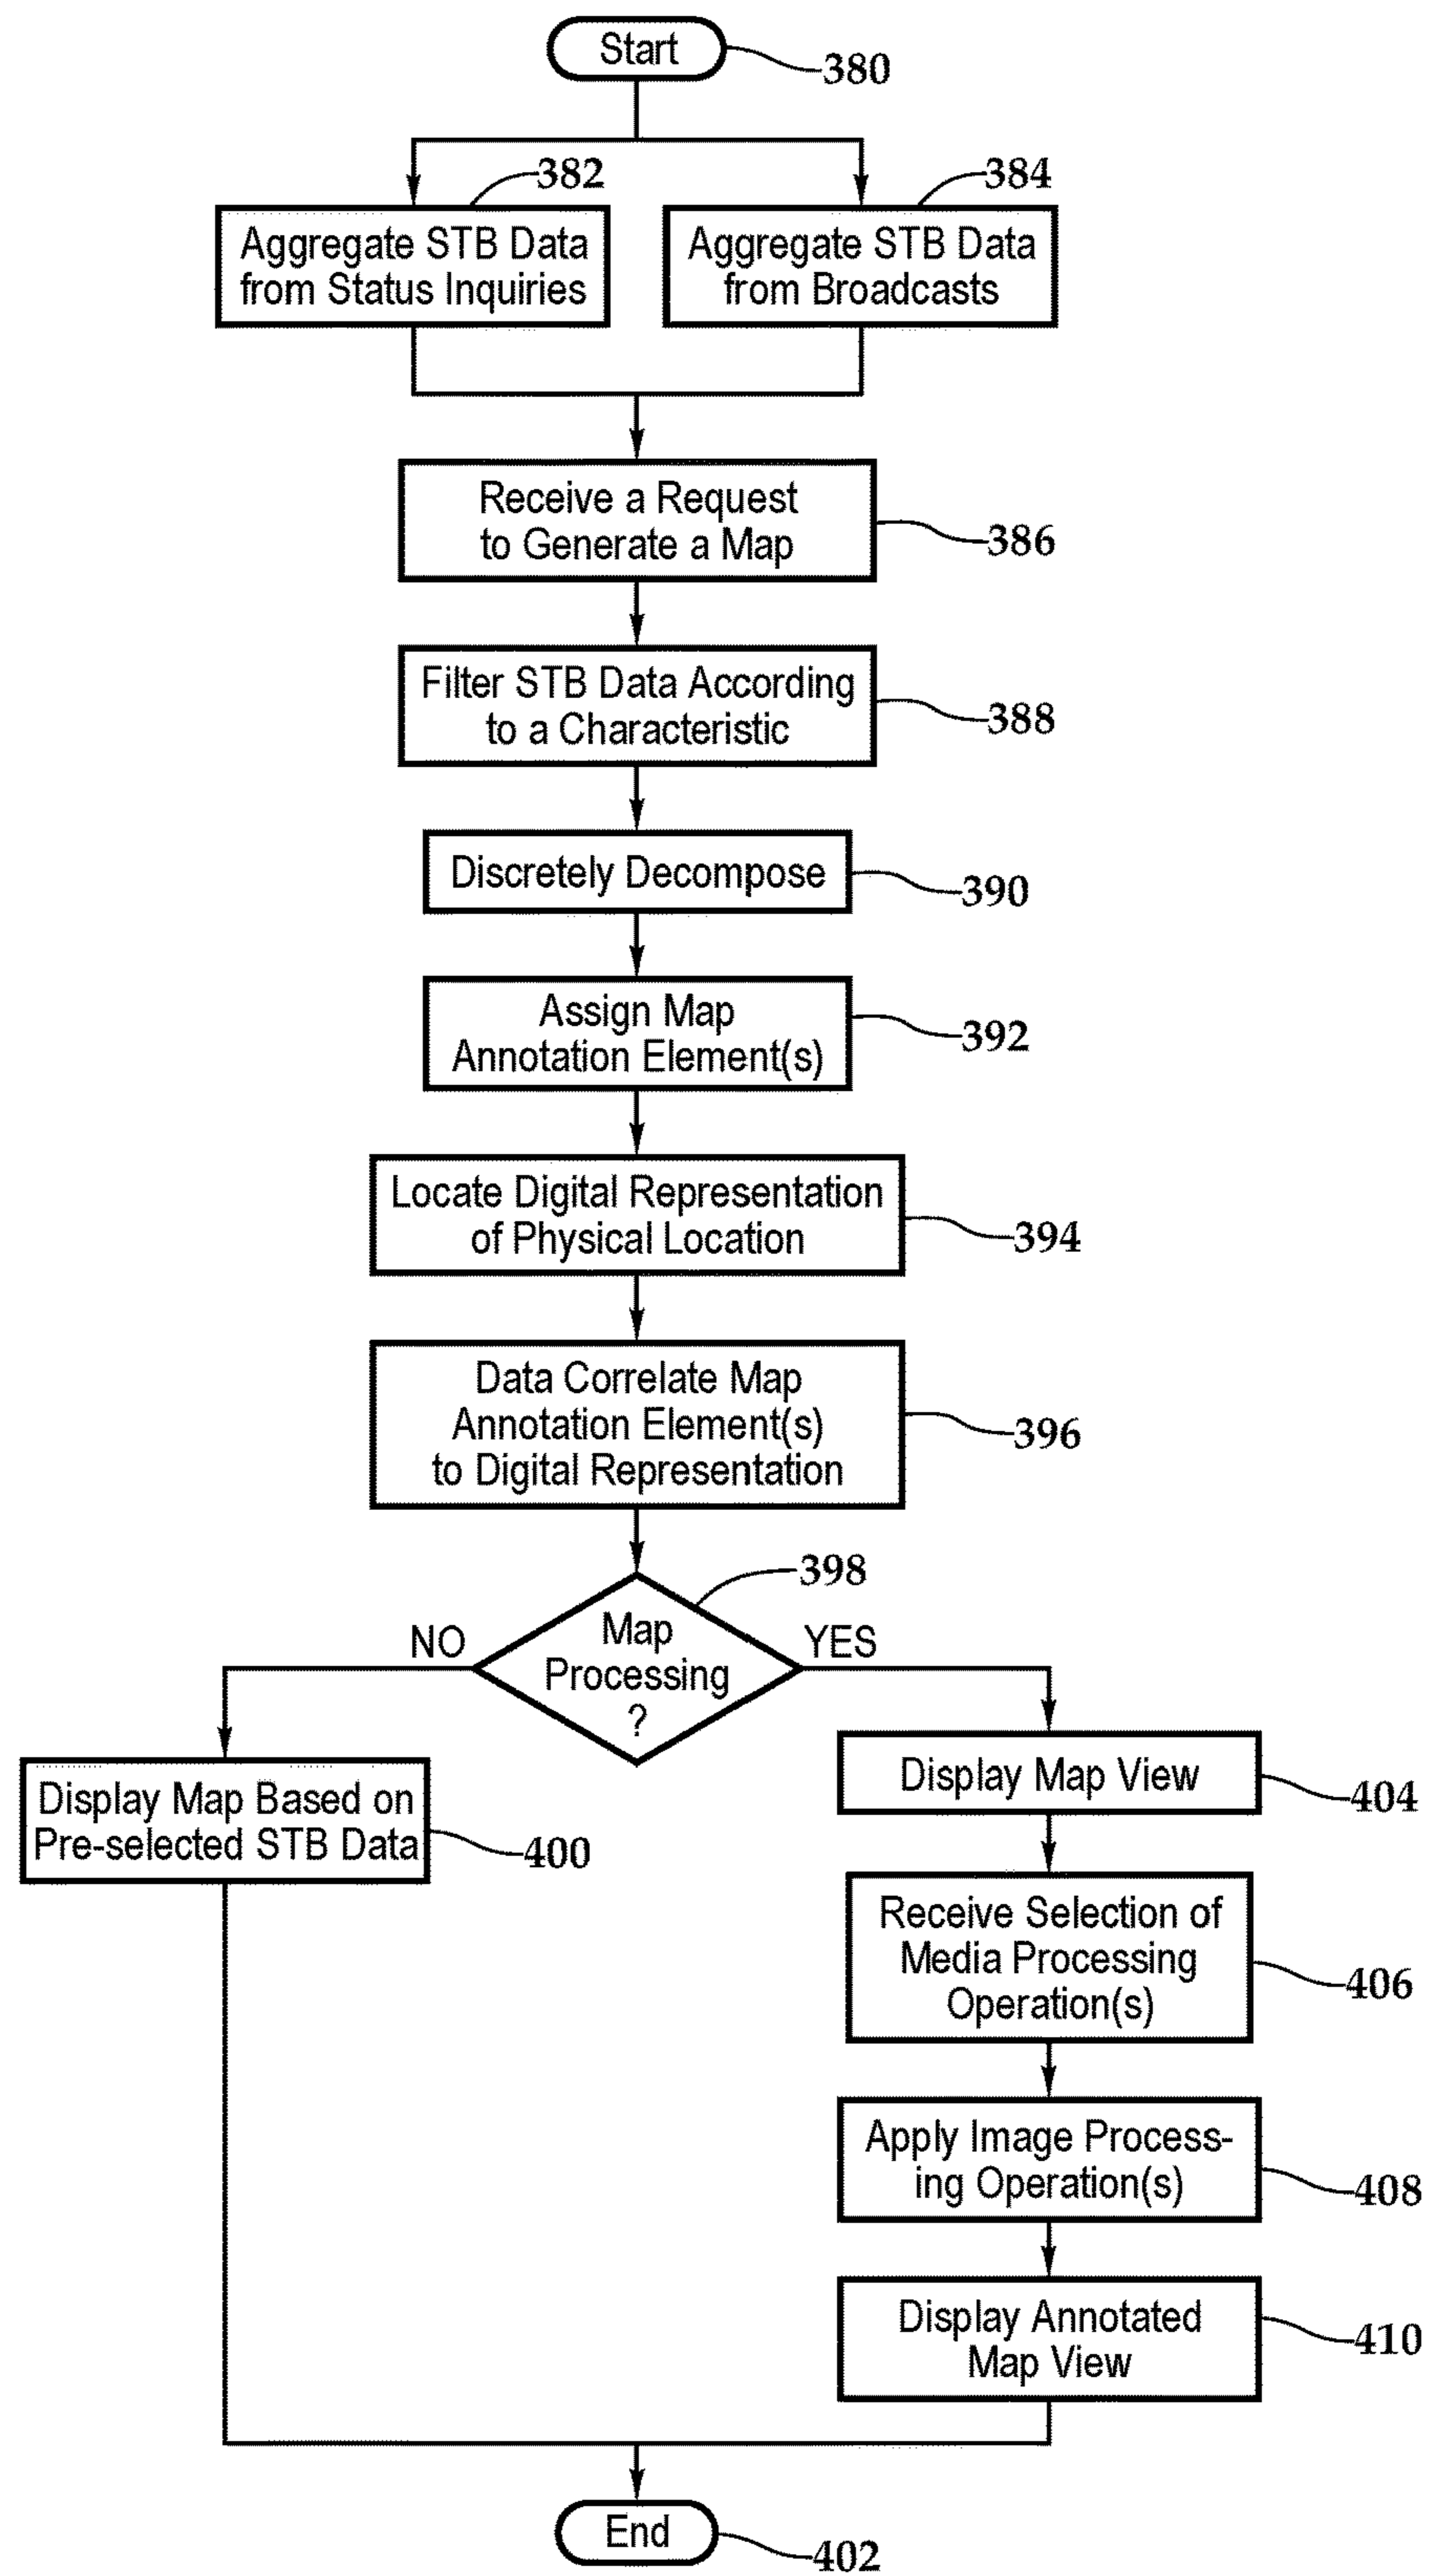 Start
380
382
384
Aggregate STB Data
from Status Inquiries
Aggregate STB Data
from Broadcasts
Receive a Request
to Generate a Map
386
Filter STB Data According
to a Characteristic
388
Discretely Decompose
390
Assign Map
Annotation Element(s)
392
Locate Digital Representation
of Physical Location
394
Data Correlate Map
Annotation Element(s)
to Digital Representation
396
398
NO
Map
Processing
?
YES
Display Map Based on
Pre-selected STB Data
400
Display Map View
404
Receive Selection of
Media Processing
Operation(s)
406
Apply Image Process-
ing Operation(s)
408
Display Annotated
Map View
410
End
402